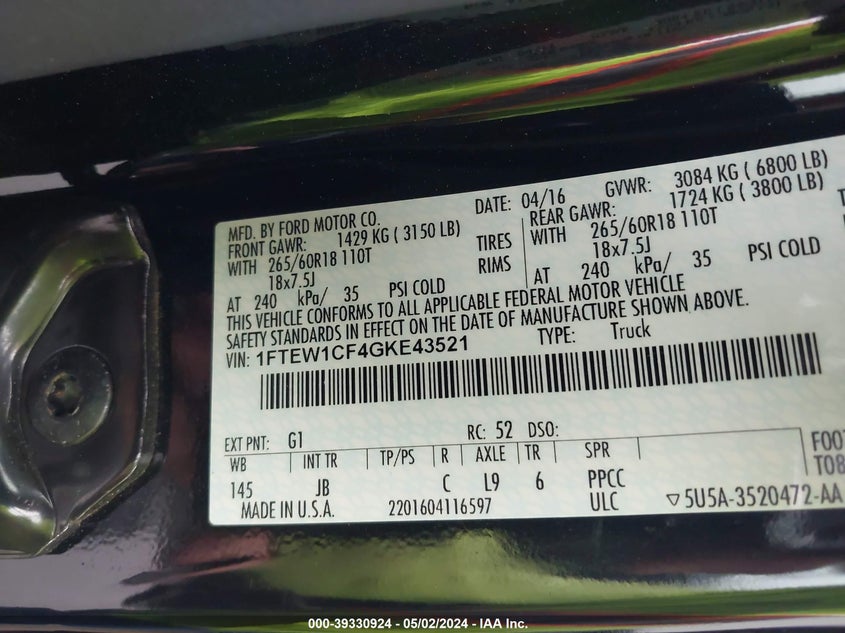 MFD. BY FORD MOTOR CO. DATE: 04/16 GVWR: 3084 KG ( 6800 LB)
FRONT GAWR: 1429 KG ( 3150 LB) REAR GAWR: 1724 KG ( 3800 LB)
WITH 265/60R18 110T TIRES WITH 265/60R18 110T
18x7.5J RIMS 18x7.5J
AT 240 kPa/ 35 PSI COLD AT 240 kPa/ 35 PSI COLD
THIS VEHICLE CONFORMS TO ALL APPLICABLE FEDERAL MOTOR VEHICLE
SAFETY STANDARDS IN EFFECT ON THE DATE OF MANUFACTURE SHOWN ABOVE.
VIN: 1FTEW1CF4GKE43521 TYPE: Truck
EXT PNT: G1 RC: 52 DSO:
WB INT TR TP/PS R AXLE TR SPR
145 JB C L9 6 PPCC
MADE IN U.S.A. 2201604116597 ULC ▽5U5A-3520472-AA
000-39330924 - 05/02/2024 - IAA Inc.